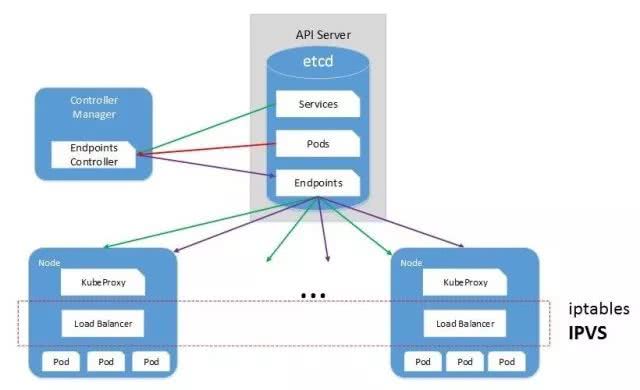 API Server
etcd
Services
Pods
Endpoints
Controller
Manager
Endpoints
Controller
Node
KubeProxy
Load Balancer
Pod
Pod
Pod
...
Node
KubeProxy
Load Balancer
Pod
Pod
Pod
iptables
IPVS